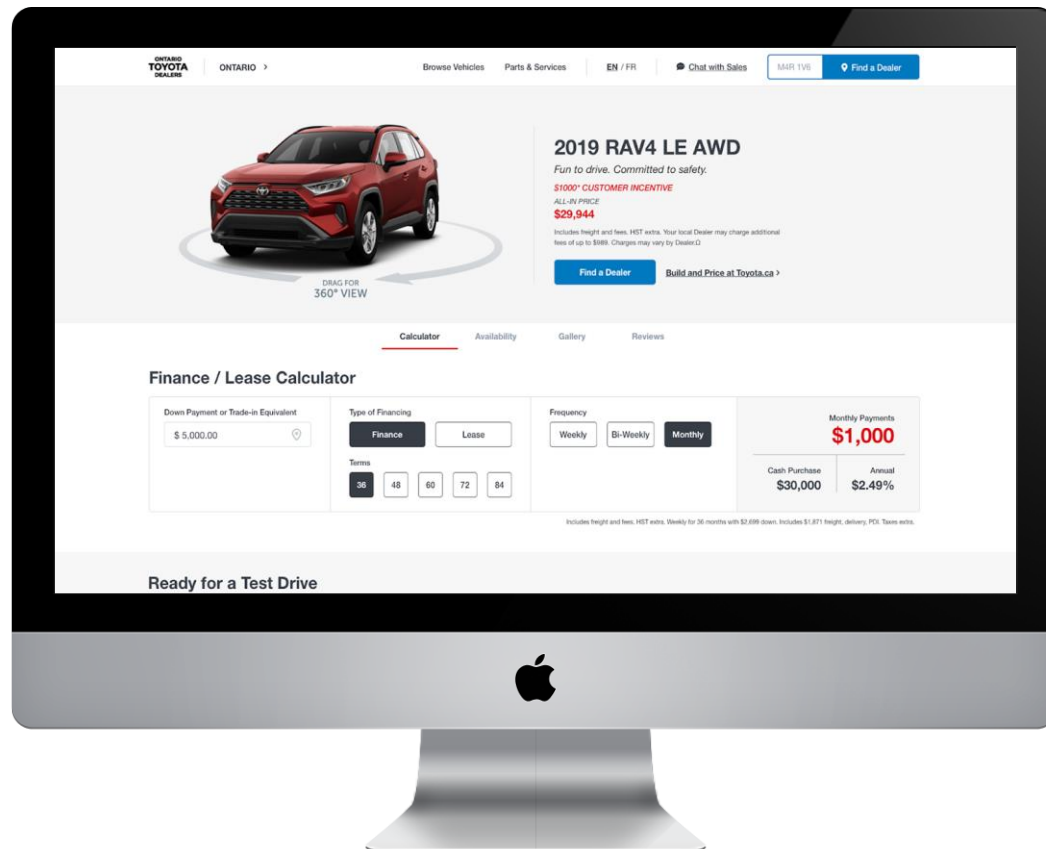 ONTARIO
TOYOTA
DEALERS
ONTARIO >
Browse Vehicles
Parts & Services
EN / FR
Chat with Sales
M4R 1V6
Find a Dealer
2019 RAV4 LE AWD
Fun to drive. Committed to safety.
$1000* CUSTOMER INCENTIVE
ALL-IN PRICE
$29,944
Includes freight and fees. HST extra. Your local Dealer may charge additional
fees of up to $989. Charges may vary by Dealer.Ω
Find a Dealer
Build and Price at Toyota.ca >
DRAG FOR
360° VIEW
Calculator
Availability
Gallery
Reviews
Finance / Lease Calculator
Down Payment or Trade-in Equivalent
$ 5,000.00
Type of Financing
Finance
Lease
Terms
36
48
60
72
84
Frequency
Weekly
Bi-Weekly
Monthly
Monthly Payments
$1,000
Cash Purchase
$30,000
Annual
$2.49%
Includes freight and fees. HST extra. Weekly for 36 months with $2,699 down. Includes $1,871 freight, delivery, PDI. Taxes extra.
Ready for a Test Drive